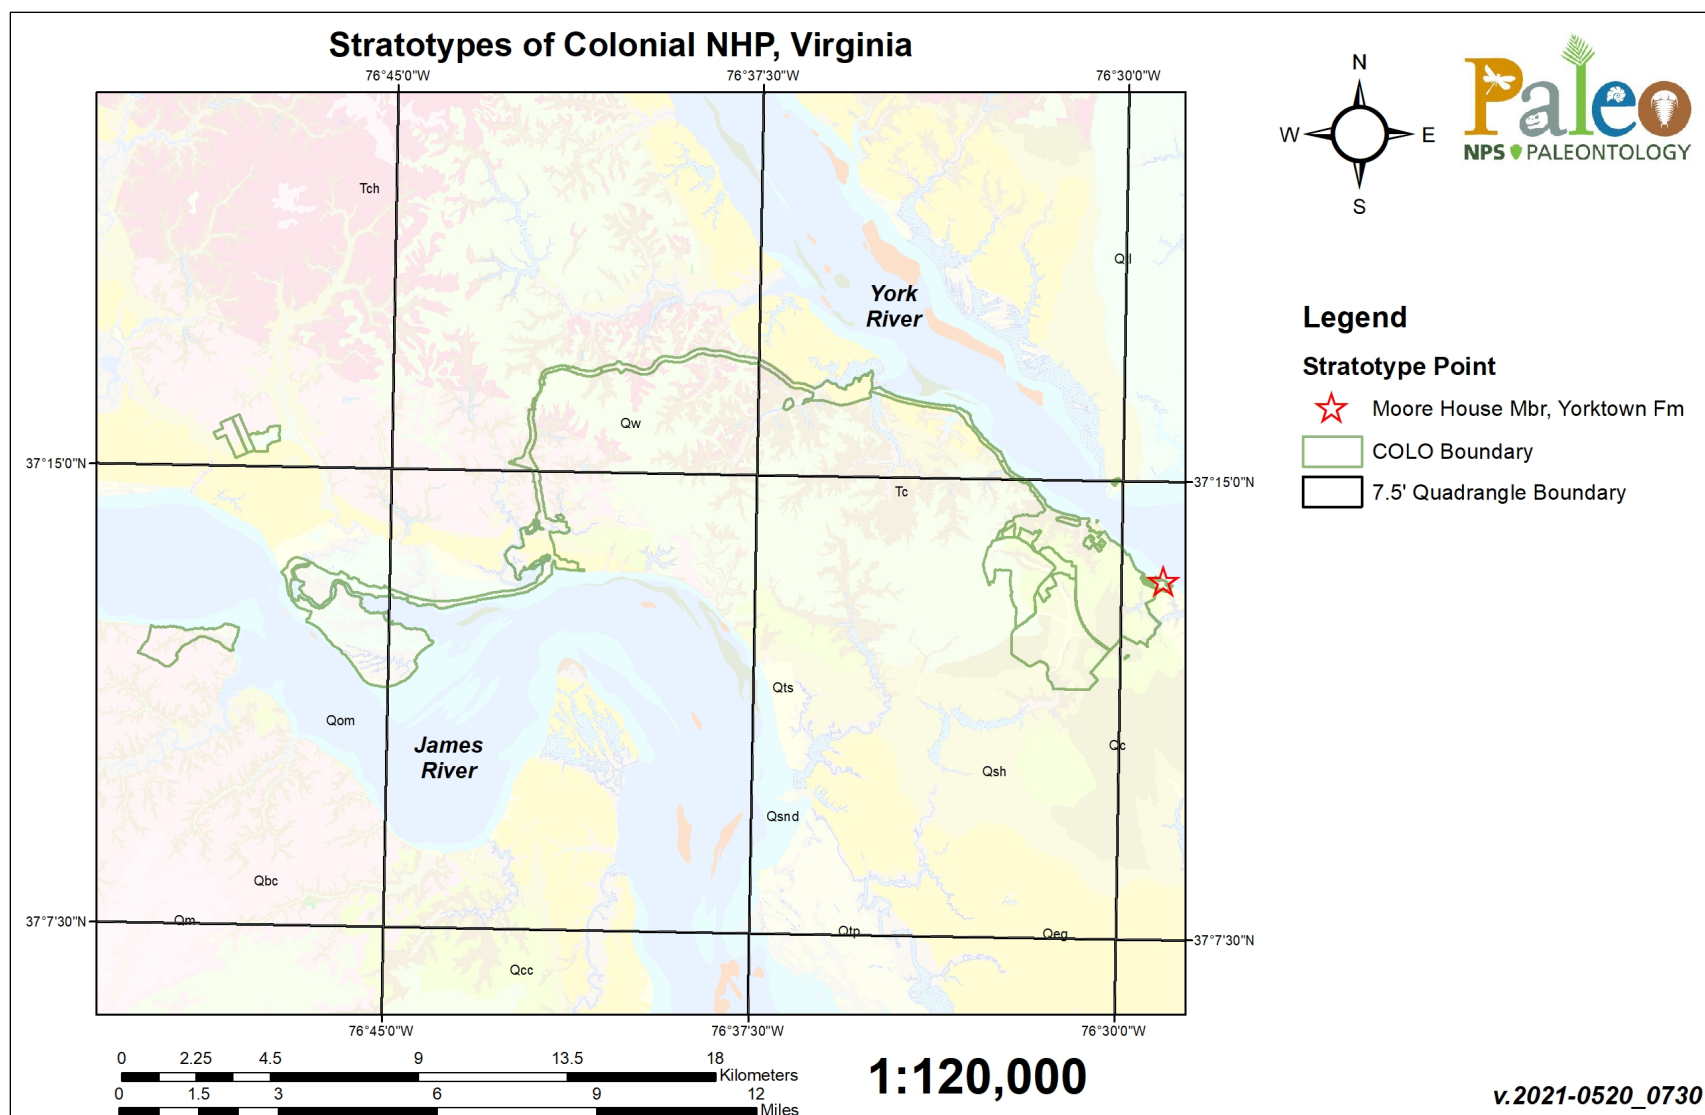 Stratotypes of Colonial NHP, Virginia
76°45'0"W 76°37'30"W 76°30'0"W
N
W E
S
Paleo
NPS PALEONTOLOGY
Tch
York
River
Legend
Stratotype Point
Moore House Mbr, Yorktown Fm
COLO Boundary
7.5' Quadrangle Boundary
Qw
37°15'0"N
Tc
37°15'0"N
Qts
Qom
James
River
Qc
Qsh
Qsnd
Qbc
Qm
37°7'30"N
Qtp
Qeg
37°7'30"N
Qcc
76°45'0"W 76°37'30"W 76°30'0"W
0 2.25 4.5 9 13.5 18
Kilometers
0 1.5 3 6 9 12
Miles
1:120,000
v.2021-0520_0730